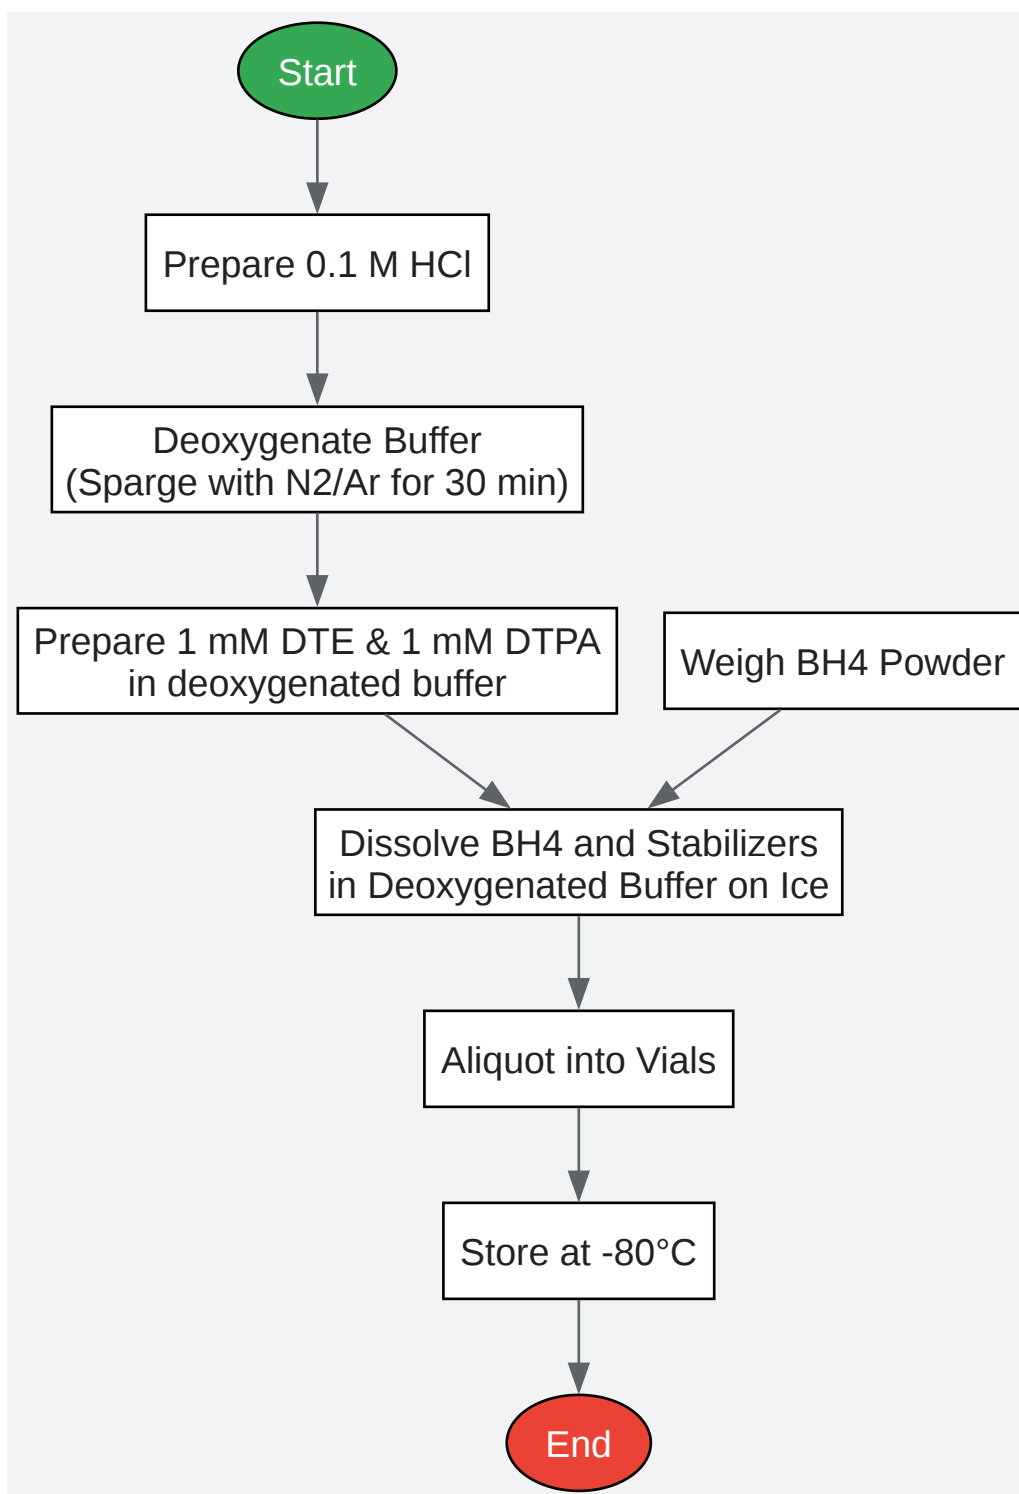 Start
Prepare 0.1 M HCl
Deoxygenate Buffer
(Sparge with N2/Ar for 30 min)
Prepare 1 mM DTE & 1 mM DTPA
in deoxygenated buffer
Weigh BH4 Powder
Dissolve BH4 and Stabilizers
in Deoxygenated Buffer on Ice
Aliquot into Vials
Store at -80°C
End